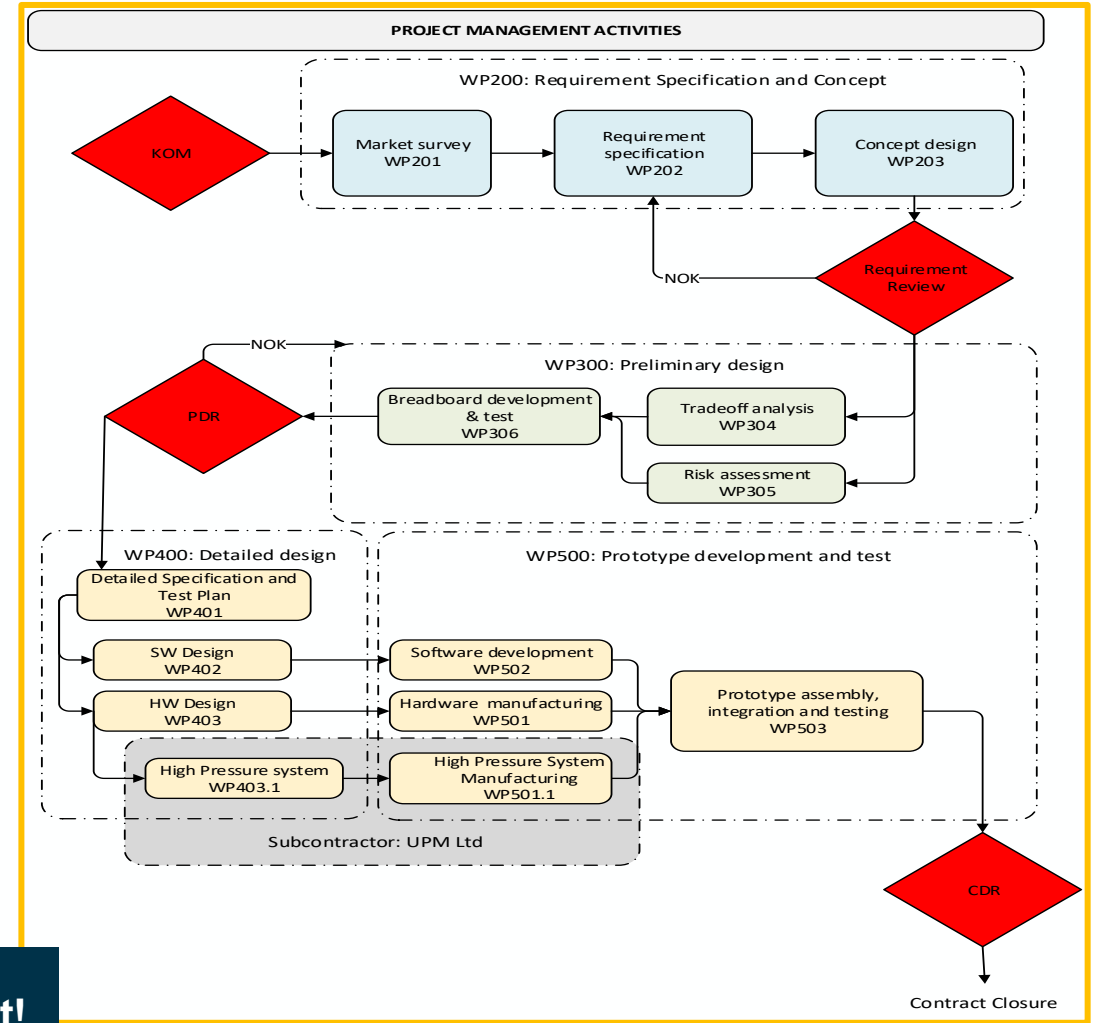 PROJECT MANAGEMENT ACTIVITIES
WP200: Requirement Specification and Concept
KOM
Market survey
WP201
Requirement
specification
WP202
Concept design
WP203
NOK
Requirement
Review
NOK
WP300: Preliminary design
PDR
Breadboard development
& test
WP306
Tradeoff analysis
WP304
Risk assessment
WP305
WP400: Detailed design
WP500: Prototype development and test
Detailed Specification and
Test Plan
WP401
SW Design
WP402
Software development
WP502
HW Design
WP403
Hardware manufacturing
WP501
Prototype assembly,
integration and testing
WP503
High Pressure system
WP403.1
High Pressure System
Manufacturing
WP501.1
Subcontractor: UPM Ltd
CDR
Contract Closure
t!